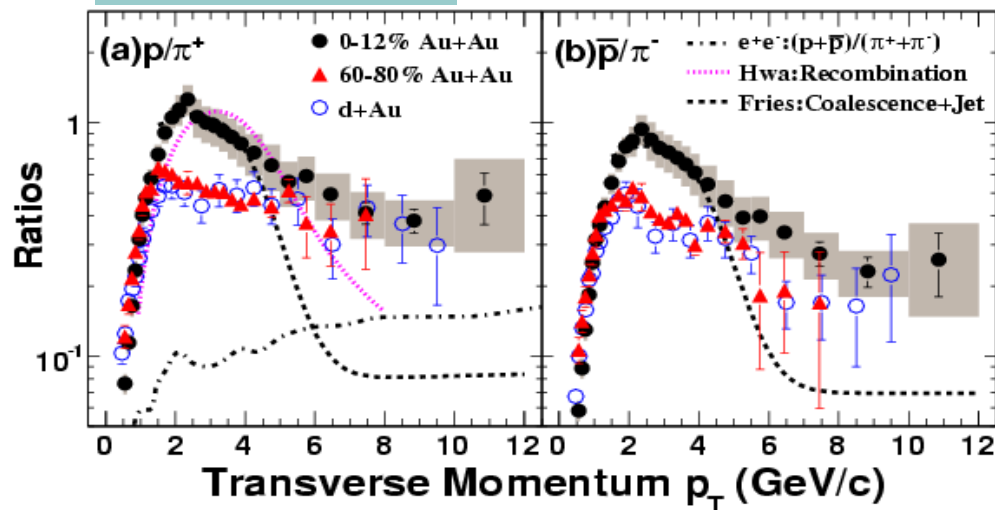 (a)p/π⁺
0-12% Au+Au
60-80% Au+Au
d+Au
(b)p̅/π⁻
e⁺e⁻:(p+p̅)/(π⁺+π⁻)
Hwa:Recombination
Fries:Coalescence+Jet
Ratios
1
10⁻¹
0 2 4 6 8 10 12
0 2 4 6 8 10 12
Transverse Momentum p_T (GeV/c)